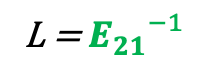 L = E₂₁⁻¹